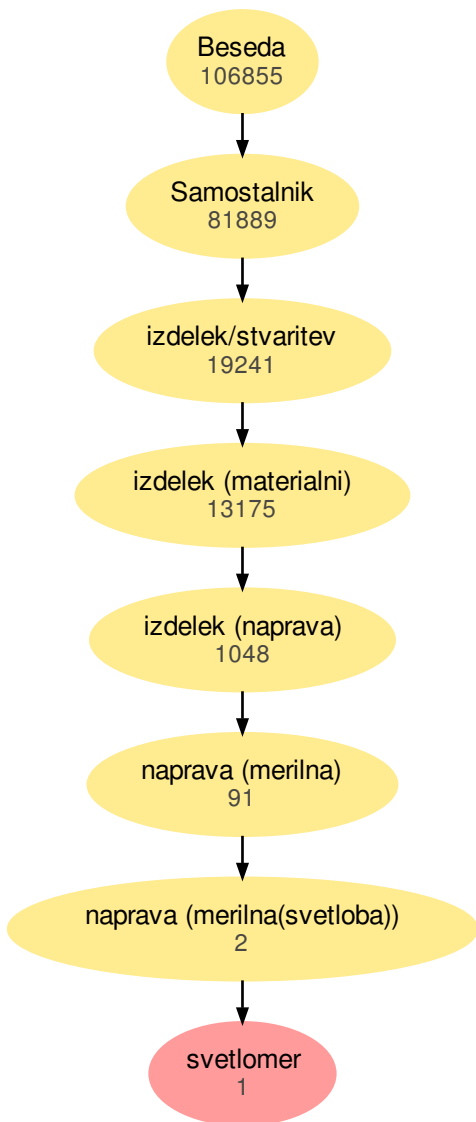 Beseda
106855
Samostalnik
81889
izdelek/stvaritev
19241
izdelek (materialni)
13175
izdelek (naprava)
1048
naprava (merilna)
91
naprava (merilna(svetloba))
2
svetlomer
1